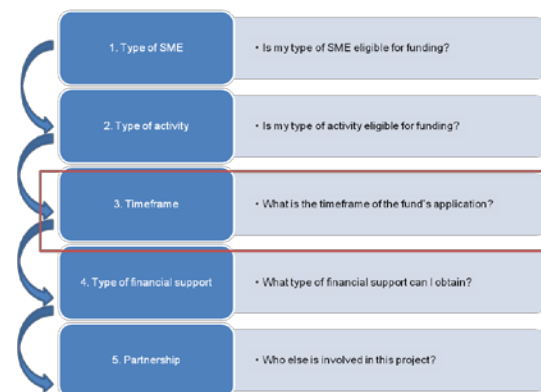 1. Type of SME
• Is my type of SME eligible for funding?
2. Type of activity
• Is my type of activity eligible for funding?
3. Timeframe
• What is the timeframe of the fund's application?
4. Type of financial support
• What type of financial support can I obtain?
5. Partnership
• Who else is involved in this project?